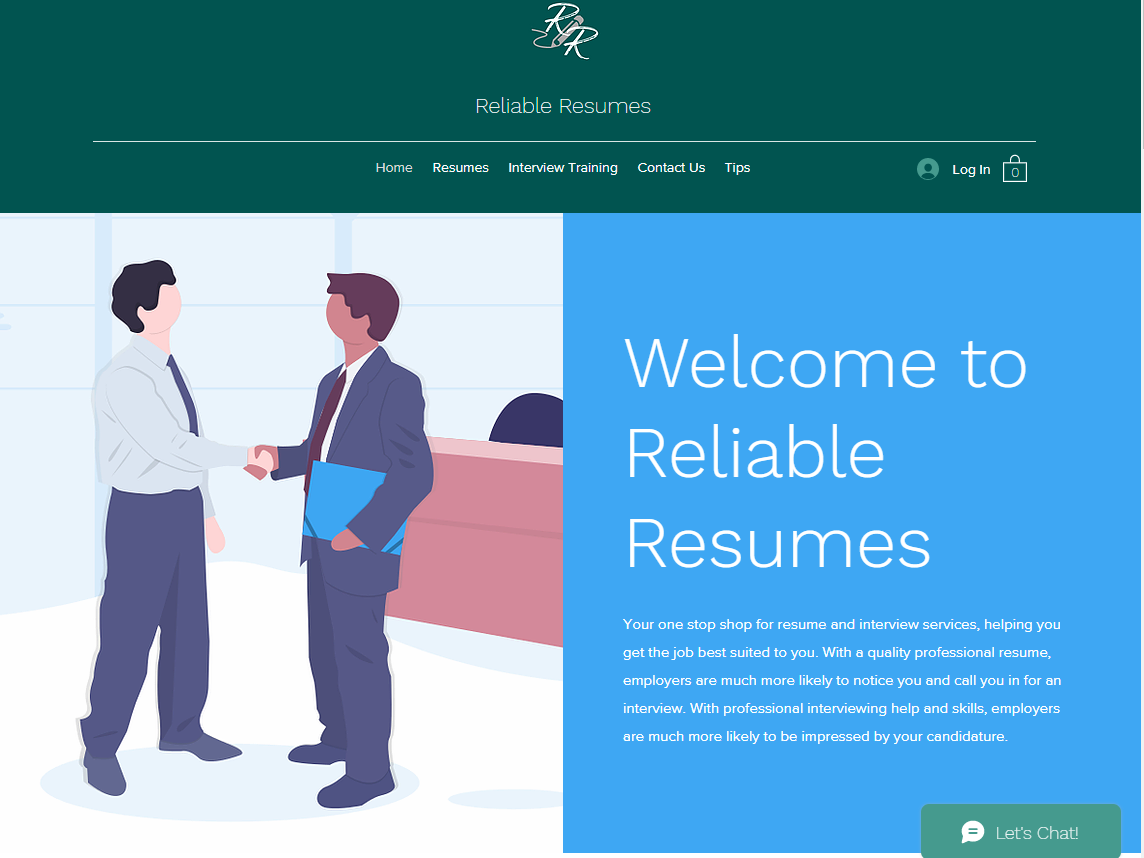 RR
Reliable Resumes
Home Resumes Interview Training Contact Us Tips
Log In 0
Welcome to
Reliable
Resumes
Your one stop shop for resume and interview services, helping you
get the job best suited to you. With a quality professional resume,
employers are much more likely to notice you and call you in for an
interview. With professional interviewing help and skills, employers
are much more likely to be impressed by your candidature.
Let's Chat!